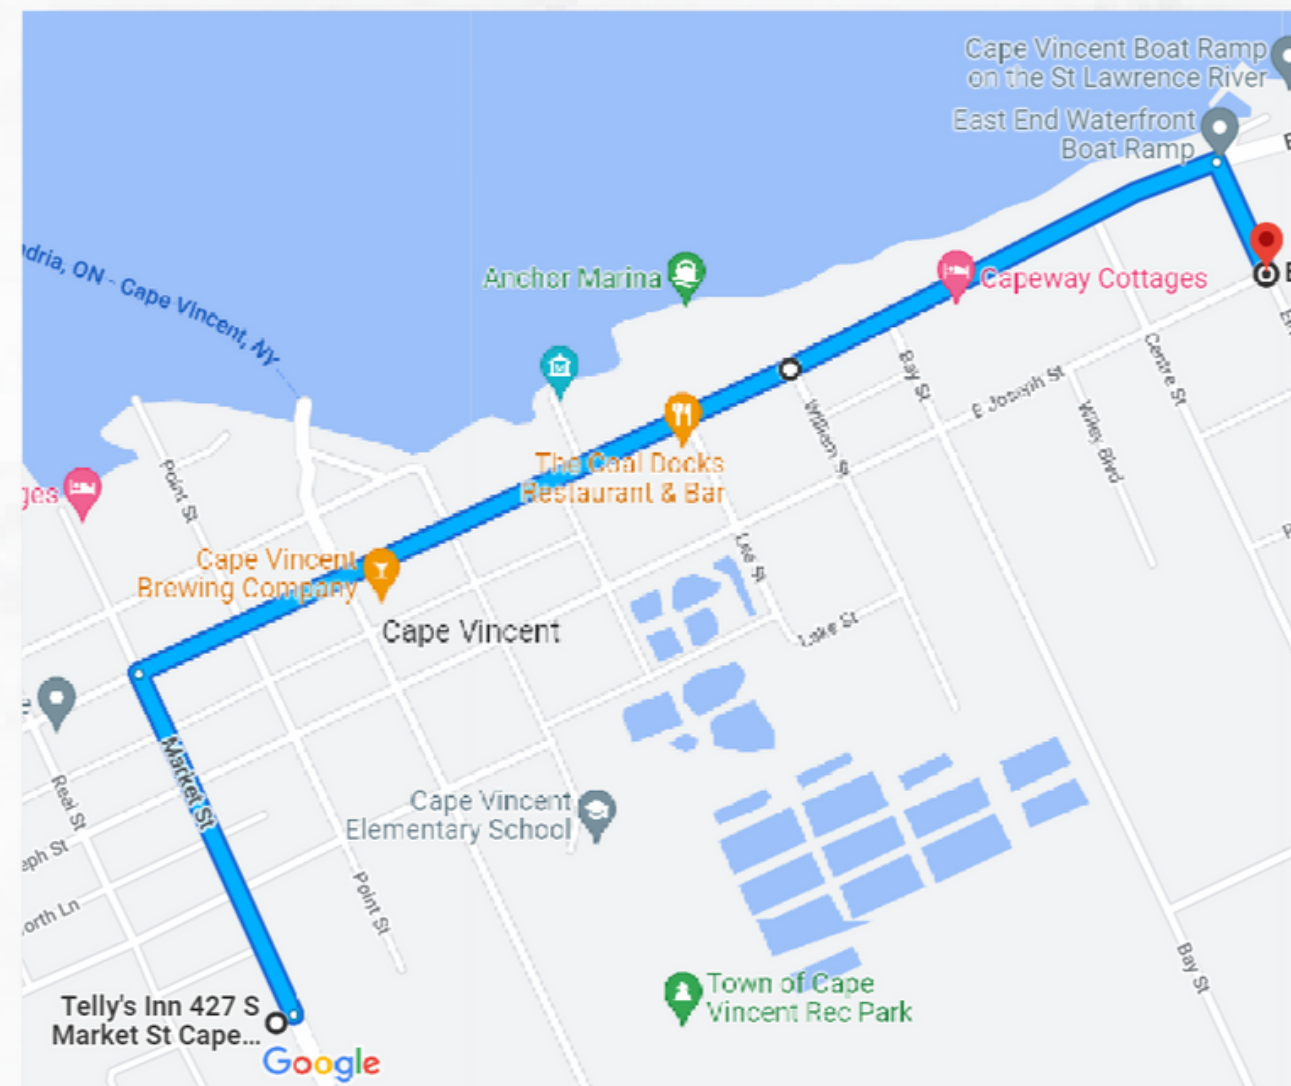 Cape Vincent Boat Ramp
on the St Lawrence River
East End Waterfront
Boat Ramp
ndria, ON - Cape Vincent, NY
Anchor Marina
Capeway Cottages
E
Bay St
Centre St
E Joseph St
Wiley Blvd
William St
The Coal Docks
Restaurant & Bar
ges
Point St
Cape Vincent
Brewing Company
Lee St
Cape Vincent
Lake St
Market St
Real St
Cape Vincent
Elementary School
eph St
Point St
orth Ln
Bay St
Town of Cape
Vincent Rec Park
Telly's Inn 427 S
Market St Cape...
Google